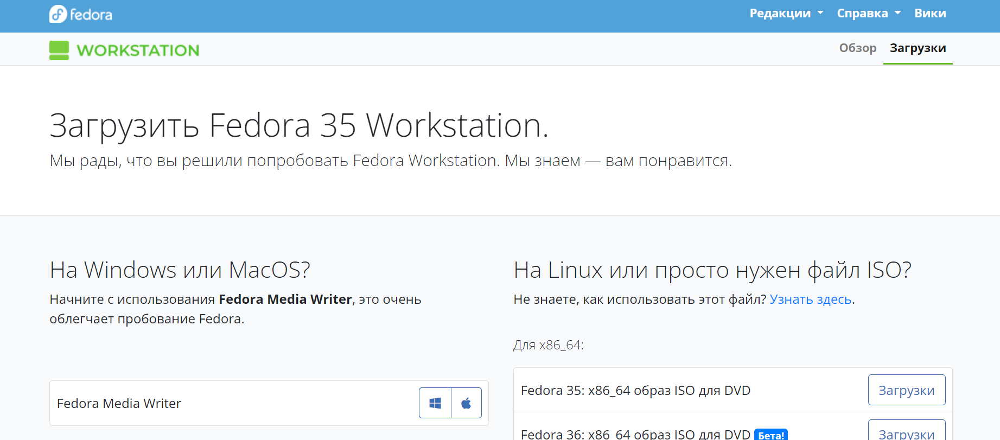 fedora
Редакции Справка Вики
WORKSTATION
Обзор Загрузки
Загрузить Fedora 35 Workstation.
Мы рады, что вы решили попробовать Fedora Workstation. Мы знаем — вам понравится.
На Windows или MacOS?
Начните с использования Fedora Media Writer, это очень
облегчает пробование Fedora.
Fedora Media Writer
На Linux или просто нужен файл ISO?
Не знаете, как использовать этот файл? Узнать здесь.
Для x86_64:
Fedora 35: x86_64 образ ISO для DVD
Загрузки
Fedora 36: x86_64 образ ISO для DVD Бета!
Загрузки